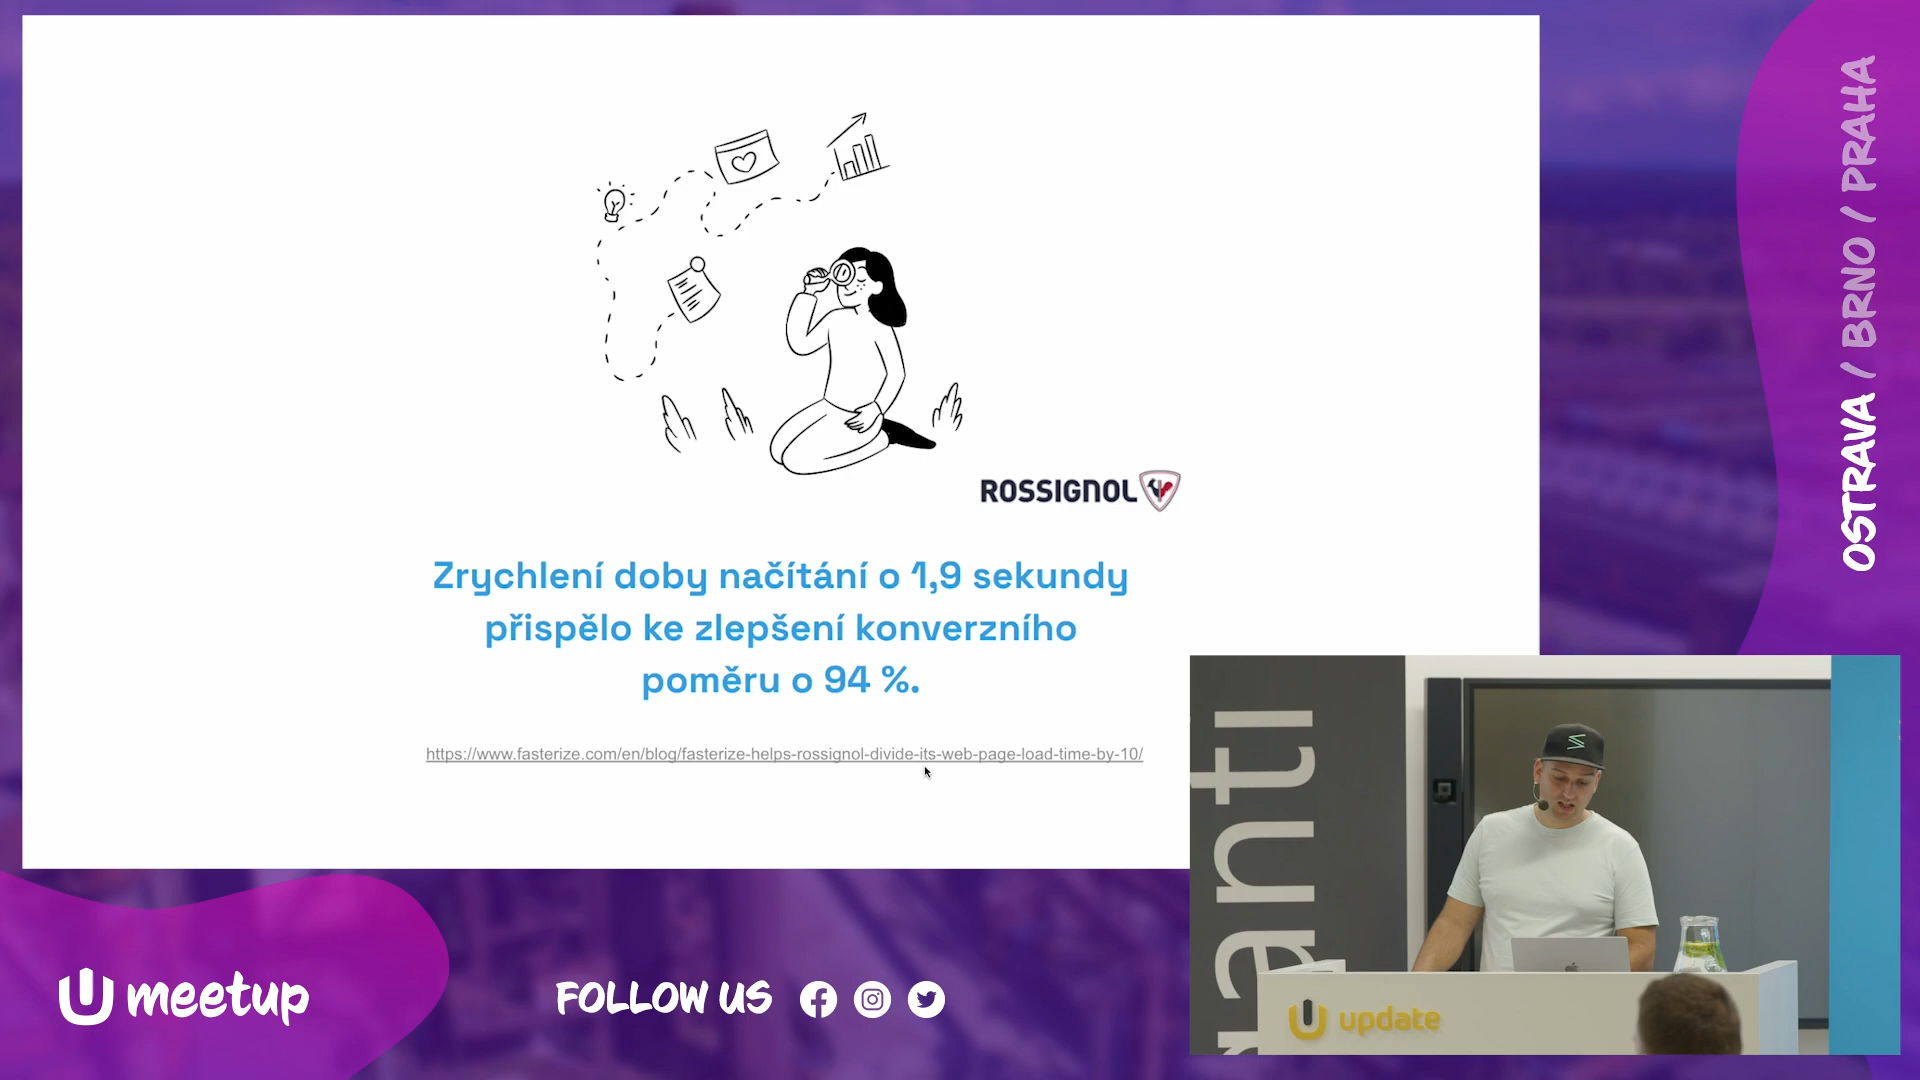 ROSSIGNOL
Zrychlení doby načítání o 1,9 sekundy
přispělo ke zlepšení konverzního
poměru o 94 %.
https://www.fasterize.com/en/blog/fasterize-helps-rossignol-divide-its-web-page-load-time-by-10/
OSTRAVA / BRNO / PRAHA
anti
update
meetup
FOLLOW US